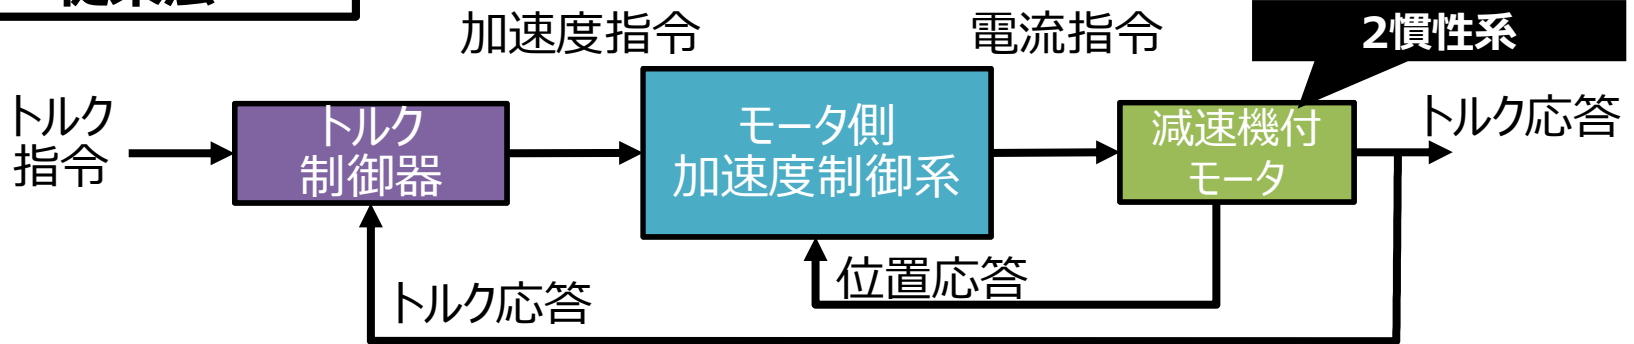 加速度指令
電流指令
2慣性系
トルク
指令
トルク
制御器
モータ側
加速度制御系
減速機付
モータ
トルク応答
位置応答
トルク応答